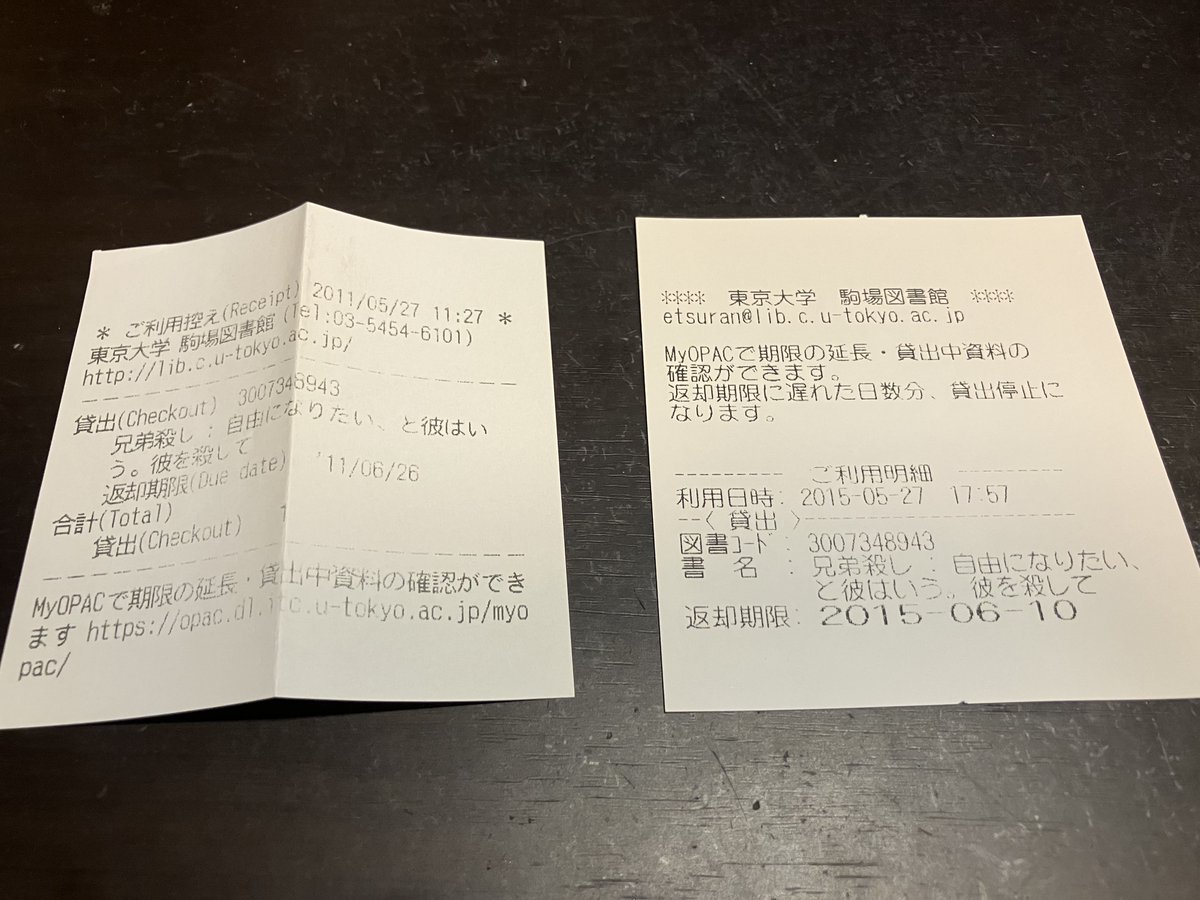 * ご利用控え(Receipt) 2011/05/27 11:27 *
東京大学 駒場図書館 (Tel:03-5454-6101)
http://lib.c.u-tokyo.ac.jp/
貸出(Checkout) 3007348943
兄弟殺し : 自由になりたい、と彼はい
う。彼を殺して
返却期限(Due date) '11/06/26
合計(Total)
貸出(Checkout) 1
MyOPACで期限の延長・貸出中資料の確認ができ
ます https://opac.dl.itc.u-tokyo.ac.jp/myo
pac/
**** 東京大学 駒場図書館 ****
etsuran@lib.c.u-tokyo.ac.jp
MyOPACで期限の延長・貸出中資料の
確認ができます。
返却期限に遅れた日数分、貸出停止に
なります。
--------- ご利用明細 ---------
利用日時: 2015-05-27 17:57
--< 貸出 >-----------------------
図書ｺｰﾄﾞ : 3007348943
書 名 : 兄弟殺し : 自由になりたい、
と彼はいう。彼を殺して
返却期限: 2015-06-10